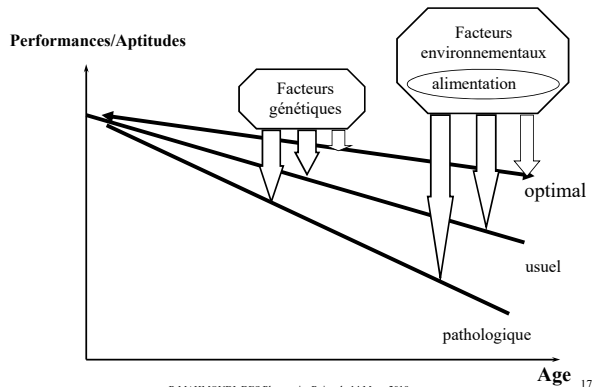 Performances/Aptitudes
Facteurs
génétiques
Facteurs
environnementaux
alimentation
optimal
usuel
pathologique
Age
17